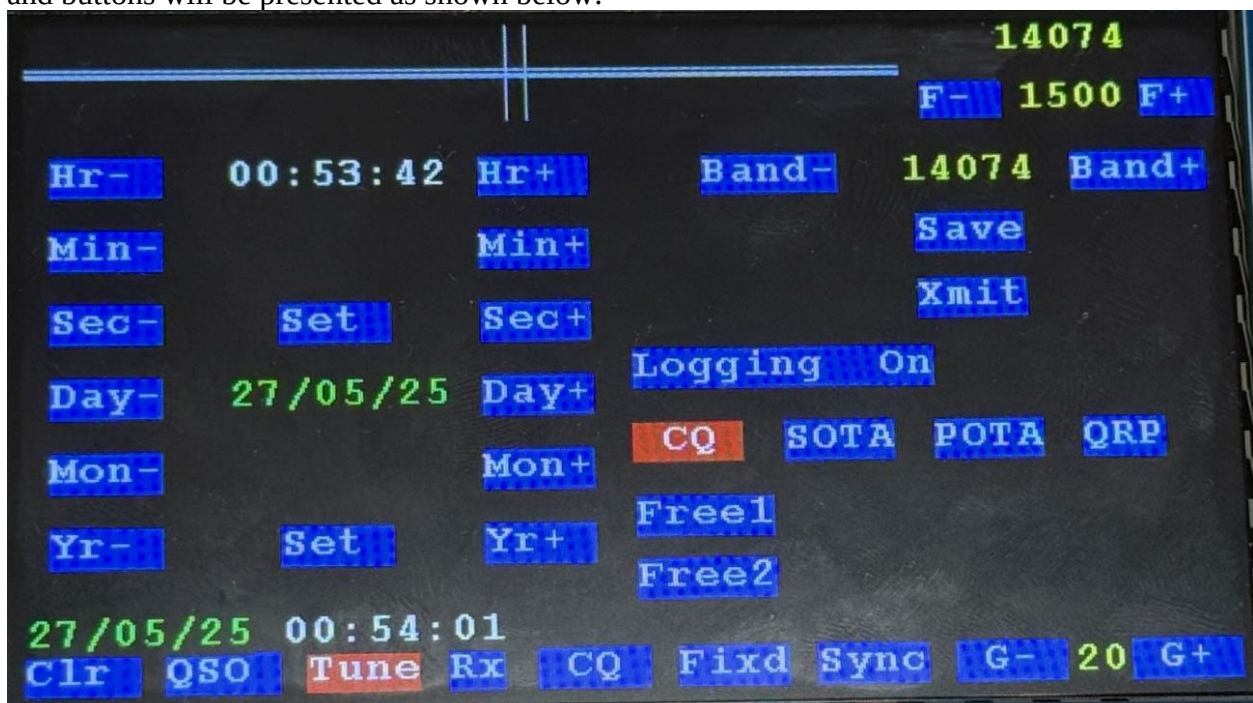 and buttons will be presented as shown below:
14074
F- 1500 F+
Hr- 00:53:42 Hr+ Band- 14074 Band+
Min- Min+ Save
Sec- Set Sec+ Xmit
Logging On
Day- 27/05/25 Day+
CQ SOTA POTA QRP
Mon- Mon+
Free1
Yr- Set Yr+
Free2
27/05/25 00:54:01
Clr QSO Tune Rx CQ Fixd Sync G- 20 G+